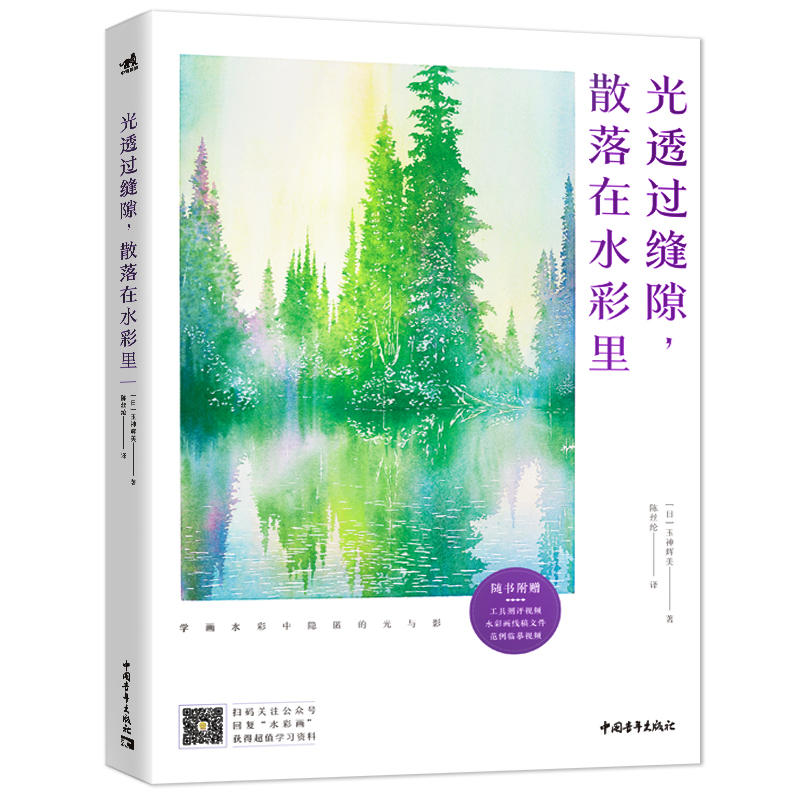 光透过缝隙，
散落在水彩里
[日]玉神辉美——著
陈丝纶——译
随书附赠
工具测评视频
水彩画线稿文件
范例临摹视频
学画水彩中隐匿的光与影
扫码关注公众号
回复“水彩画”
获得超值学习资料
中国青年出版社
光透过缝隙，散落在水彩里
[日]玉神辉美——著
陈丝纶——译
中国青年出版社